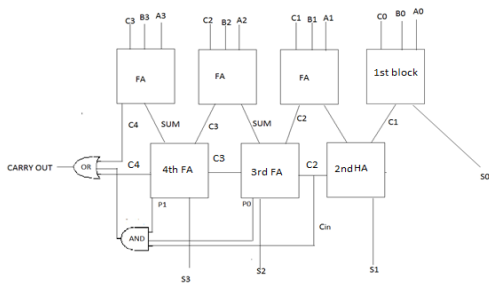 C3 B3 A3
C2 B2 A2
C1 B1 A1
C0 B0 A0
FA
FA
FA
1st block
C4
SUM
C3
SUM
C2
C1
CARRY OUT
OR
C4
4th FA
C3
3rd FA
C2
2nd HA
S0
P1
P0
AND
Cin
S3
S2
S1